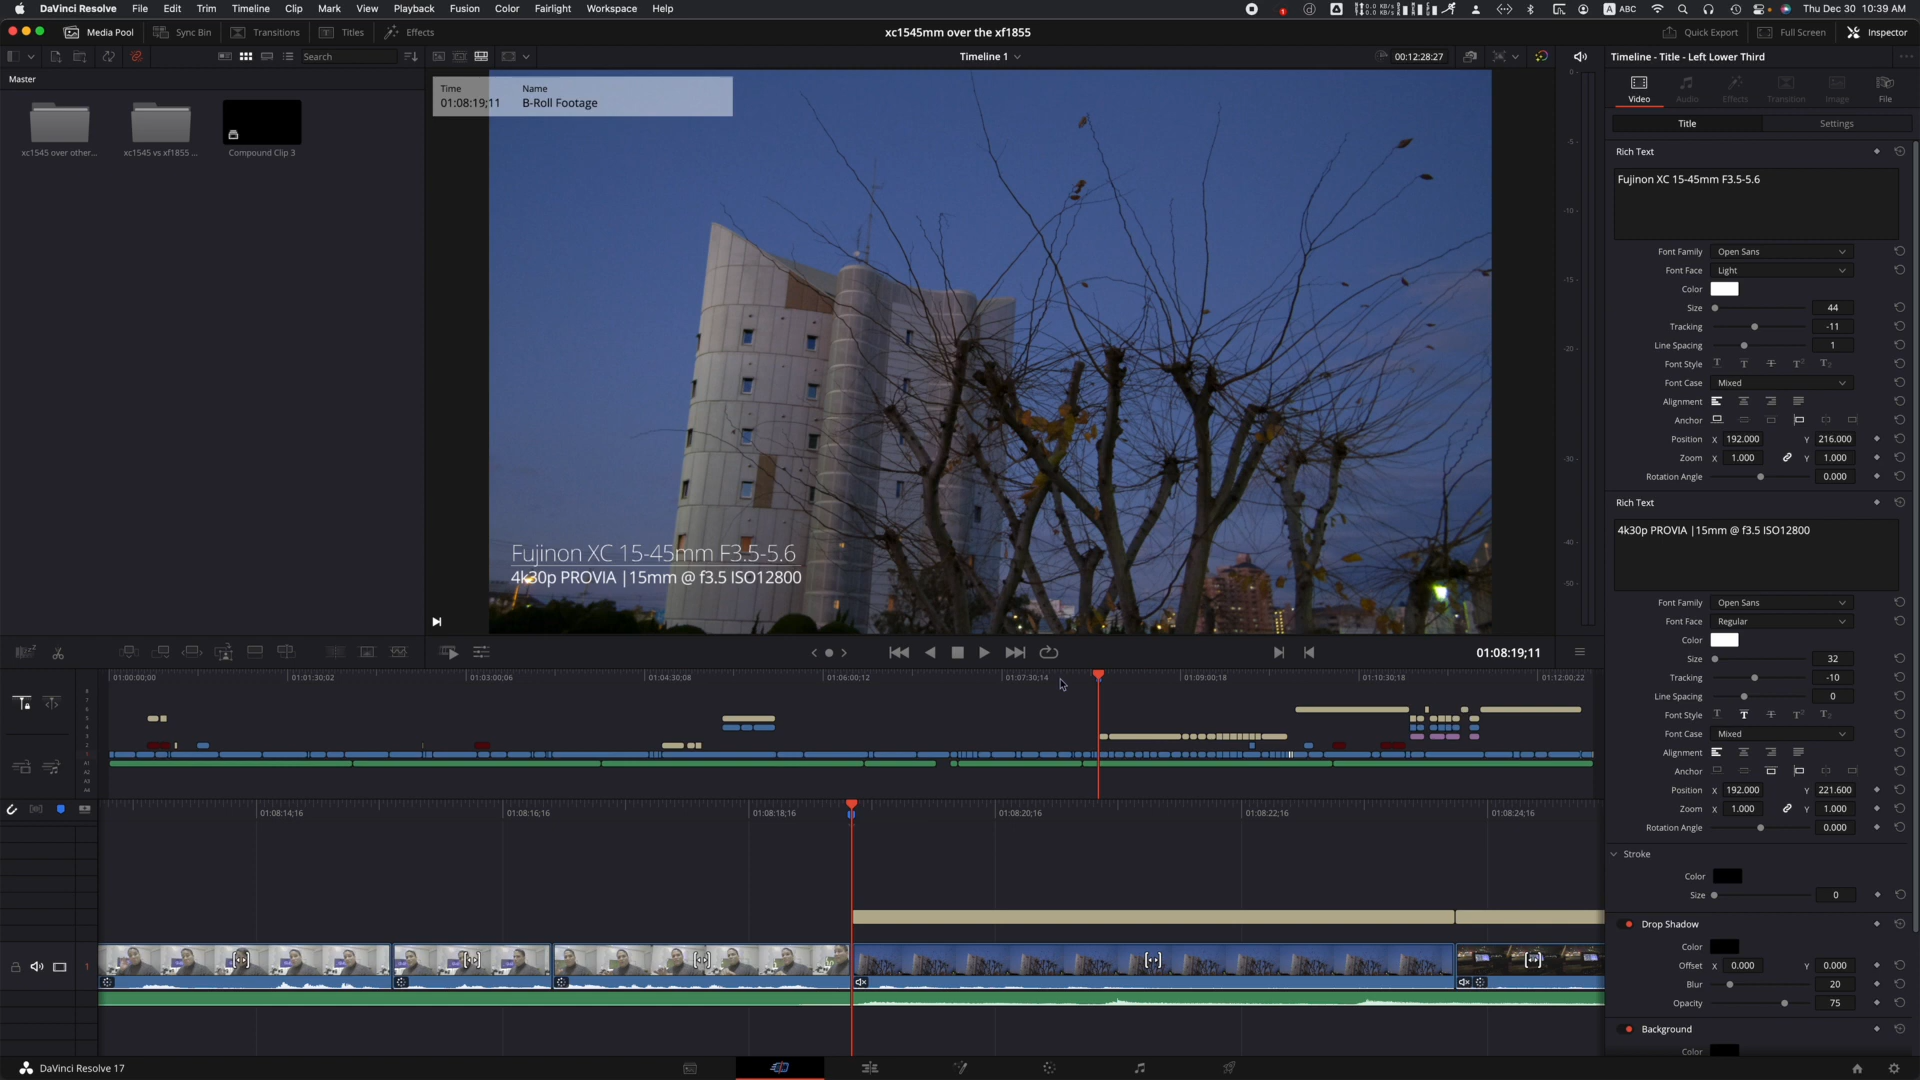 DaVinci Resolve File Edit Trim Timeline Clip Mark View Playback Fusion Color Fairlight Workspace Help
ABC Thu Dec 30 10:39 AM
Media Pool Sync Bin Transitions Titles Effects
xc1545mm over the xf1855
Quick Export Full Screen Inspector
Search
Timeline 1
00:12:28:27
Timeline - Title - Left Lower Third
Master
xc1545 over other...
xc1545 vs xf1855 ...
Compound Clip 3
Time Name
01:08:19;11 B-Roll Footage
Fujinon XC 15-45mm F3.5-5.6
4k30p PROVIA |15mm @ f3.5 ISO12800
0
-5
-10
-15
-20
-30
-40
-50
Video Audio Effects Transition Image File
Title Settings
Rich Text
Fujinon XC 15-45mm F3.5-5.6
Font Family Open Sans
Font Face Light
Color
Size 44
Tracking -11
Line Spacing 1
Font Style
Font Case Mixed
Alignment
Anchor
Position X 192.000 Y 216.000
Zoom X 1.000 Y 1.000
Rotation Angle 0.000
Rich Text
4k30p PROVIA |15mm @ f3.5 ISO12800
Font Family Open Sans
Font Face Regular
Color
Size 32
Tracking -10
Line Spacing 0
Font Style
Font Case Mixed
Alignment
Anchor
Position X 192.000 Y 221.600
Zoom X 1.000 Y 1.000
Rotation Angle 0.000
Stroke
Color
Size 0
Drop Shadow
Color
Offset X 0.000 Y 0.000
Blur 20
Opacity 75
Background
Color
01:08:19;11
01:00:00;00 01:01:30;02 01:03:00;06 01:04:30;08 01:06:00;12 01:07:30;14 01:09:00;18 01:10:30;18 01:12:00;22
01:08:14;16 01:08:16;16 01:08:18;16 01:08:20;16 01:08:22;16 01:08:24;16
1
DaVinci Resolve 17